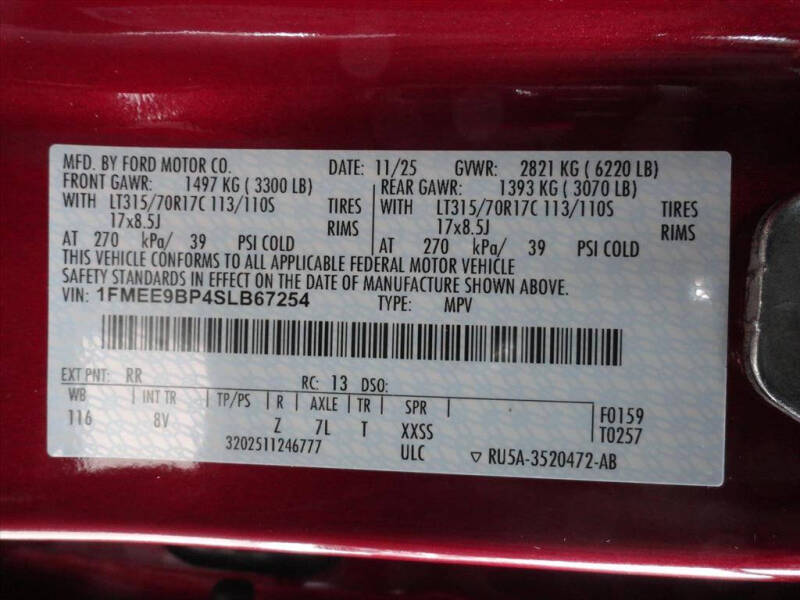 MFD. BY FORD MOTOR CO. DATE: 11/25 GVWR: 2821 KG ( 6220 LB)
FRONT GAWR: 1497 KG ( 3300 LB) REAR GAWR: 1393 KG ( 3070 LB)
WITH LT315/70R17C 113/110S TIRES WITH LT315/70R17C 113/110S TIRES
17x8.5J RIMS 17x8.5J RIMS
AT 270 kPa/ 39 PSI COLD AT 270 kPa/ 39 PSI COLD
THIS VEHICLE CONFORMS TO ALL APPLICABLE FEDERAL MOTOR VEHICLE
SAFETY STANDARDS IN EFFECT ON THE DATE OF MANUFACTURE SHOWN ABOVE.
VIN: 1FMEE9BP4SLB67254 TYPE: MPV
EXT PNT: RR RC: 13 DSO:
WB INT TR TP/PS R AXLE TR SPR F0159
116 8V Z 7L T XXSS T0257
3202511246777 ULC ▽ RU5A-3520472-AB